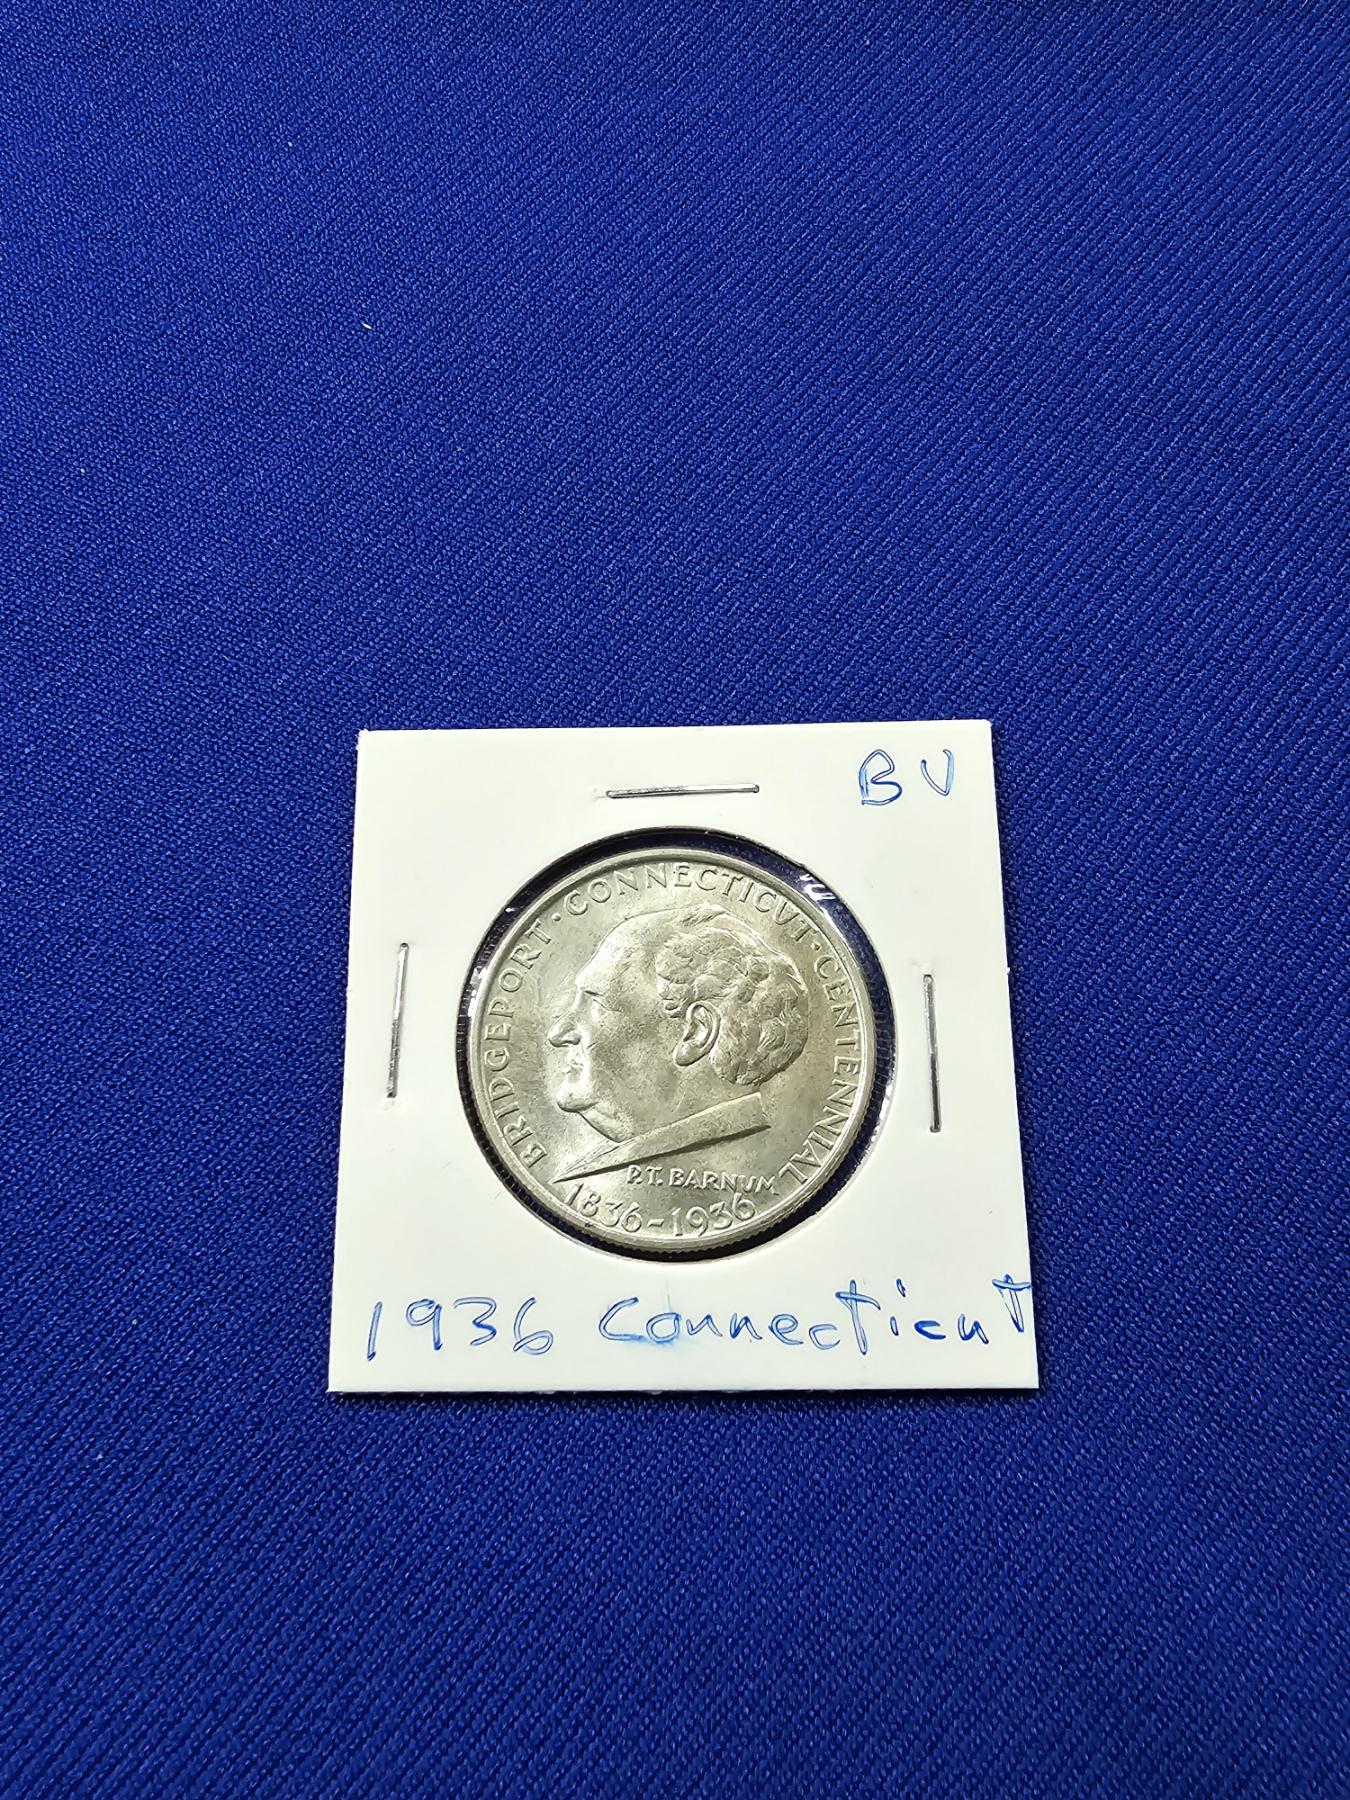 BU
BRIDGEPORT · CONNECTICUT · CENTENNIAL
P.T. BARNUM
1836-1936
1936 Connecticut